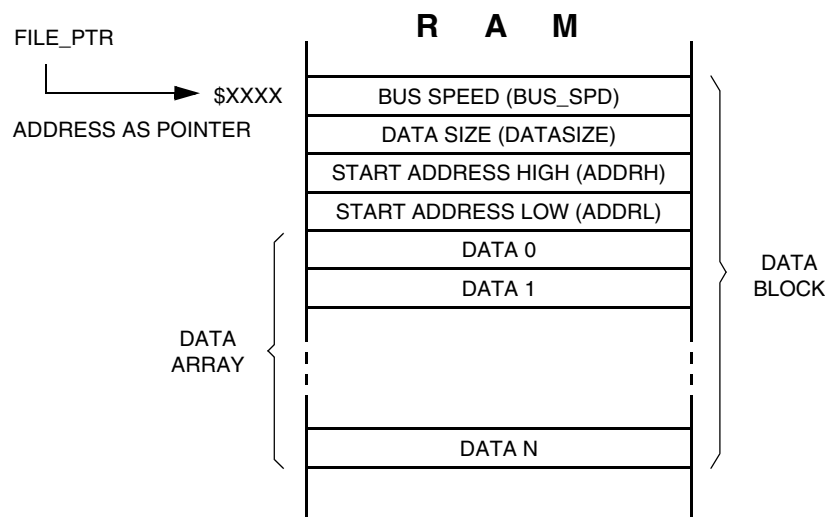 R A M
FILE_PTR
$XXXX
ADDRESS AS POINTER
BUS SPEED (BUS_SPD)
DATA SIZE (DATASIZE)
START ADDRESS HIGH (ADDRH)
START ADDRESS LOW (ADDRL)
DATA 0
DATA 1
DATA
ARRAY
DATA N
DATA
BLOCK